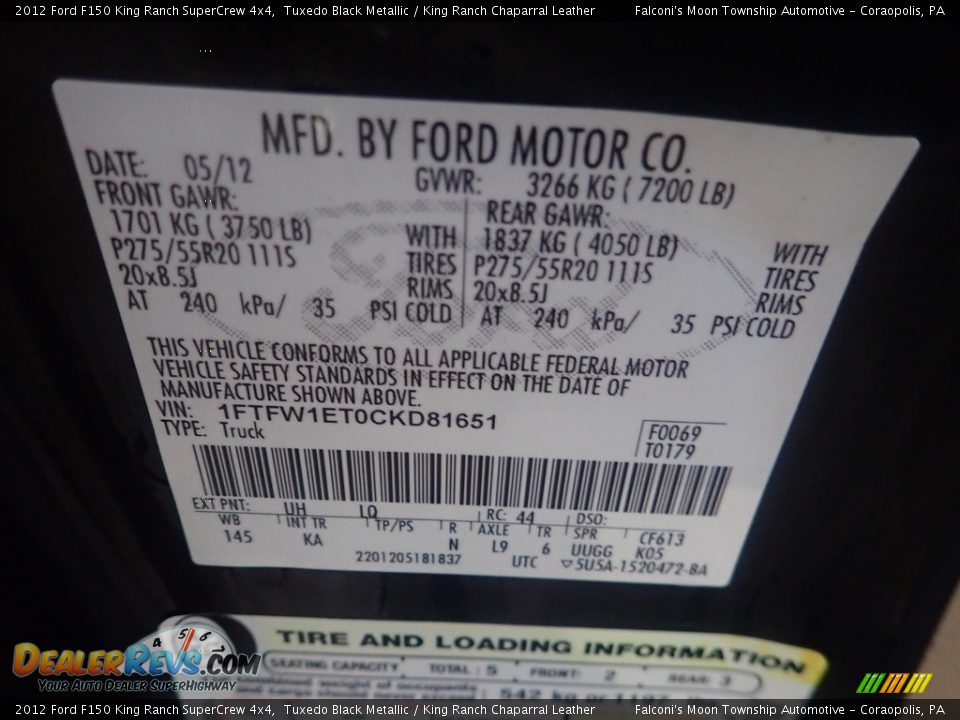 2012 Ford F150 King Ranch SuperCrew 4x4,  Tuxedo Black Metallic / King Ranch Chaparral Leather    Falconi's Moon Township Automotive - Coraopolis, PA
MFD. BY FORD MOTOR CO.
DATE: 05/12    GVWR: 3266 KG ( 7200 LB)
FRONT GAWR:    REAR GAWR:
1701 KG ( 3750 LB) WITH    1837 KG ( 4050 LB) WITH
P275/55R20 111S TIRES    P275/55R20 111S TIRES
20x8.5J RIMS    20x8.5J RIMS
AT 240 kPa/ 35 PSI COLD    AT 240 kPa/ 35 PSI COLD
THIS VEHICLE CONFORMS TO ALL APPLICABLE FEDERAL MOTOR
VEHICLE SAFETY STANDARDS IN EFFECT ON THE DATE OF
MANUFACTURE SHOWN ABOVE.
VIN: 1FTFW1ET0CKD81651
TYPE: Truck
F0069
T0179
EXT PNT: UH LQ RC: 44 DSO:
WB INT TR TP/PS R AXLE TR SPR CF613
145 KA N L9 6 UUGG K05
2201205181837 UTC ▽5U5A-1520472-BA
TIRE AND LOADING INFORMATION
SEATING CAPACITY TOTAL : 5 FRONT: 2 REAR: 3
4 5 6 7
DEALERREVS.COM
YOUR AUTO DEALER SUPERHIGHWAY
2012 Ford F150 King Ranch SuperCrew 4x4,  Tuxedo Black Metallic / King Ranch Chaparral Leather    Falconi's Moon Township Automotive - Coraopolis, PA